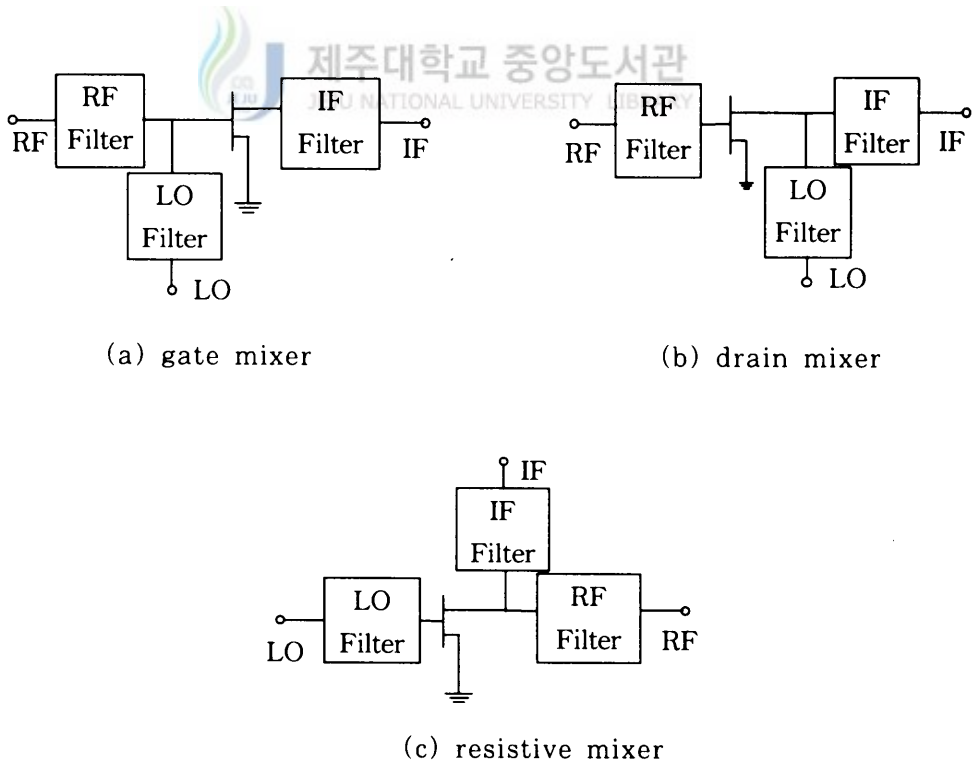 제주대학교 중앙도서관
JEJU NATIONAL UNIVERSITY LIBRARY
RF
Filter
RF
LO
Filter
LO
IF
Filter
IF
(a) gate mixer
RF
Filter
RF
IF
Filter
IF
LO
Filter
LO
(b) drain mixer
IF
IF
Filter
LO
Filter
LO
RF
Filter
RF
(c) resistive mixer